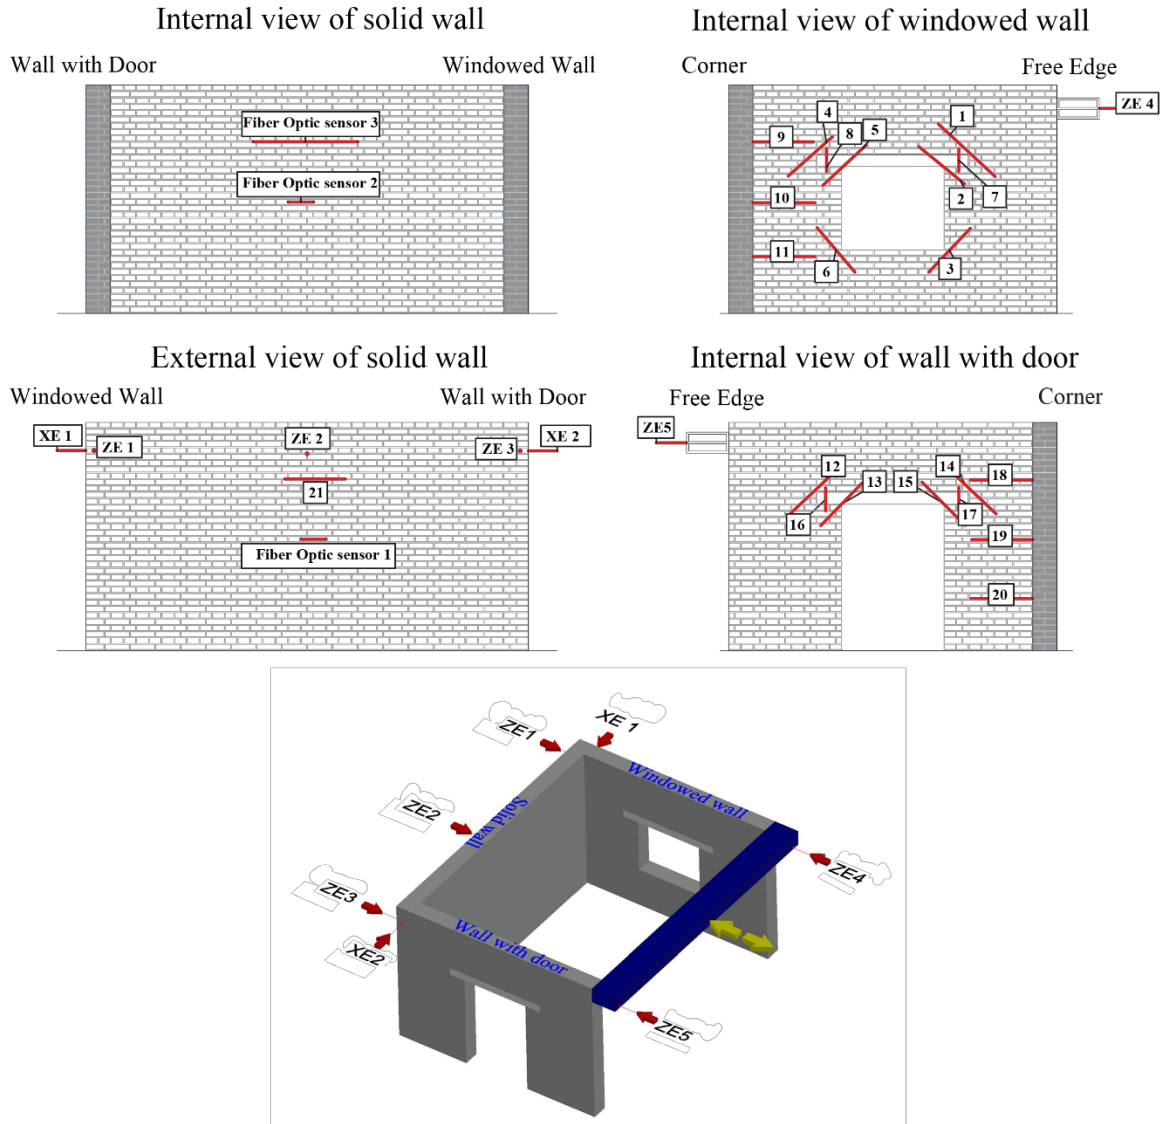 Internal view of solid wall
Internal view of windowed wall
Wall with Door
Windowed Wall
Corner
Free Edge
Fiber Optic sensor 3
Fiber Optic sensor 2
ZE 4
4
1
9
8
5
10
2
7
11
6
3
External view of solid wall
Internal view of wall with door
Windowed Wall
Wall with Door
Free Edge
Corner
XE 1
ZE 1
ZE 2
ZE 3
XE 2
21
Fiber Optic sensor 1
ZE5
12
13
15
14
18
16
17
19
20
ZE1
XE 1
Windowed wall
ZE2
Solid wall
ZE3
ZE4
XE2
Wall with door
ZE5